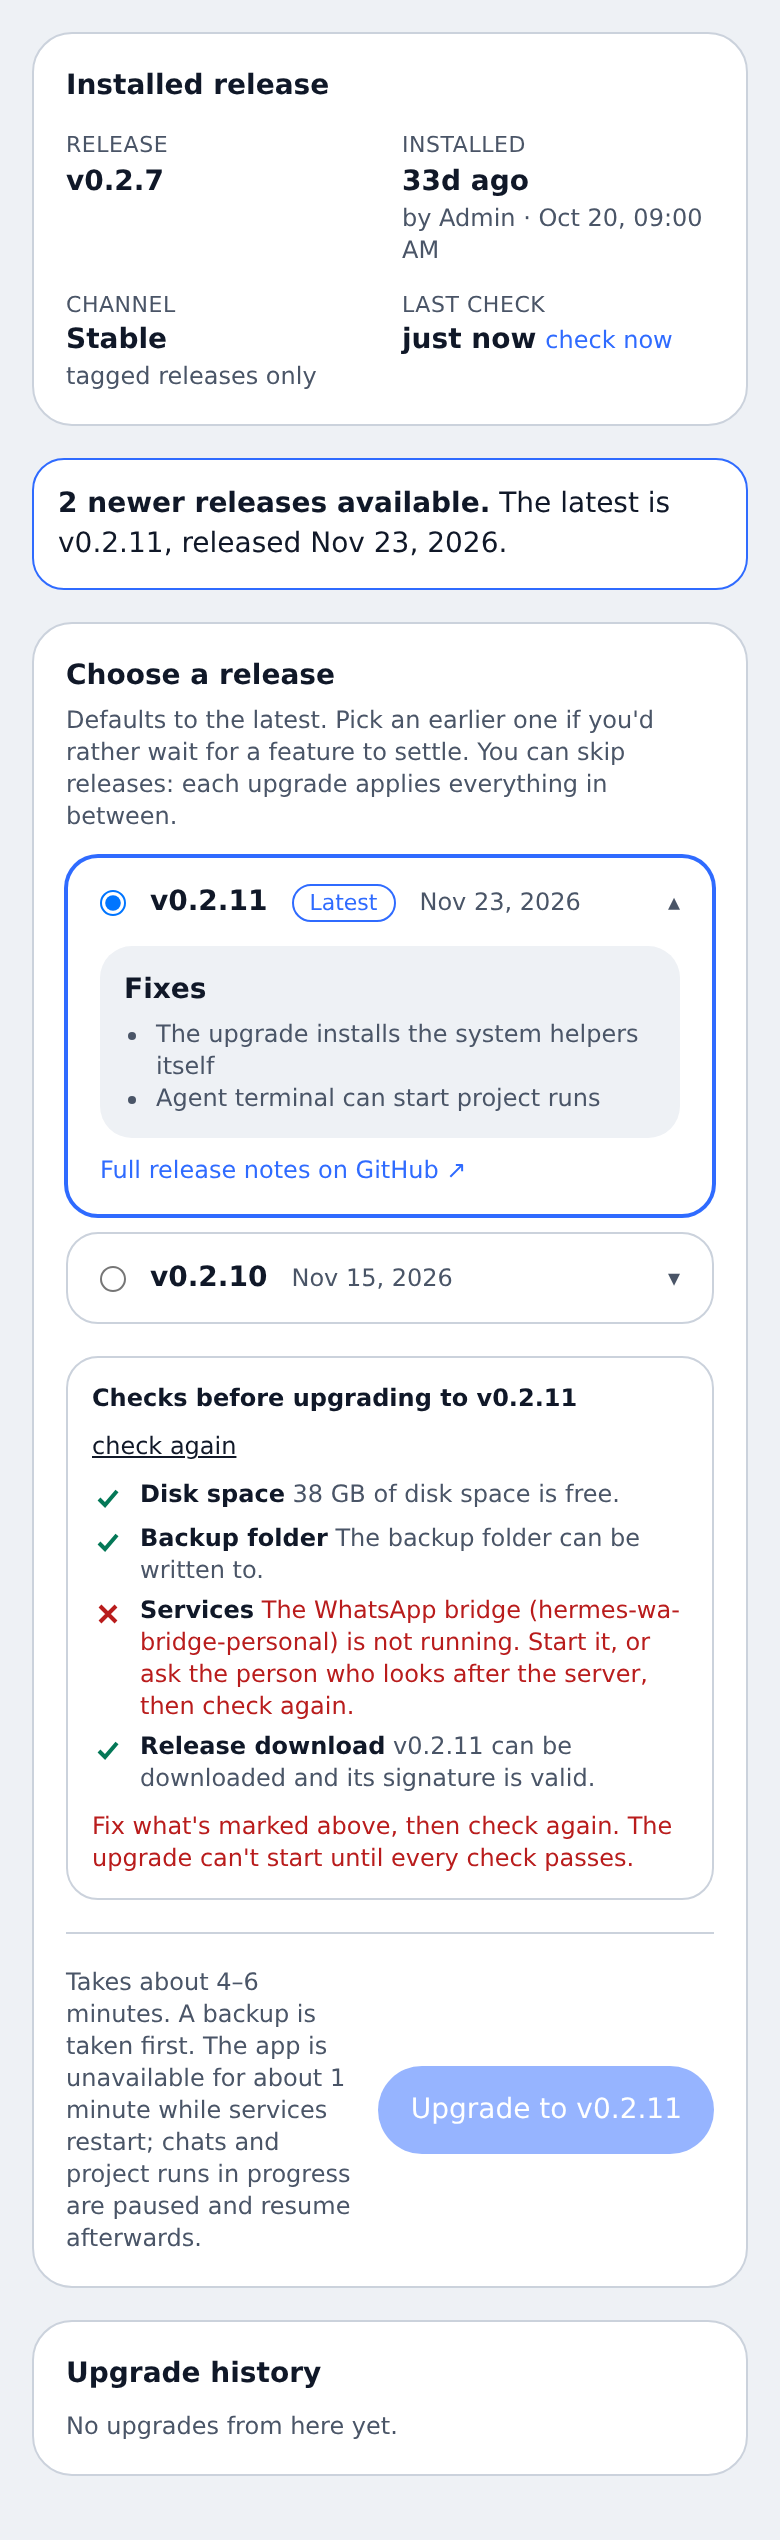 Installed release
RELEASE
v0.2.7
INSTALLED
33d ago
by Admin · Oct 20, 09:00
AM
CHANNEL
Stable
tagged releases only
LAST CHECK
just now check now
2 newer releases available. The latest is
v0.2.11, released Nov 23, 2026.
Choose a release
Defaults to the latest. Pick an earlier one if you'd
rather wait for a feature to settle. You can skip
releases: each upgrade applies everything in
between.
v0.2.11 Latest Nov 23, 2026 ▴
Fixes
• The upgrade installs the system helpers
itself
• Agent terminal can start project runs
Full release notes on GitHub ↗
v0.2.10 Nov 15, 2026 ▾
Checks before upgrading to v0.2.11
check again
Disk space 38 GB of disk space is free.
Backup folder The backup folder can be
written to.
Services The WhatsApp bridge (hermes-wa-
bridge-personal) is not running. Start it, or
ask the person who looks after the server,
then check again.
Release download v0.2.11 can be
downloaded and its signature is valid.
Fix what's marked above, then check again. The
upgrade can't start until every check passes.
Takes about 4–6
minutes. A backup is
taken first. The app is
unavailable for about 1
minute while services
restart; chats and
project runs in progress
are paused and resume
afterwards.
Upgrade to v0.2.11
Upgrade history
No upgrades from here yet.